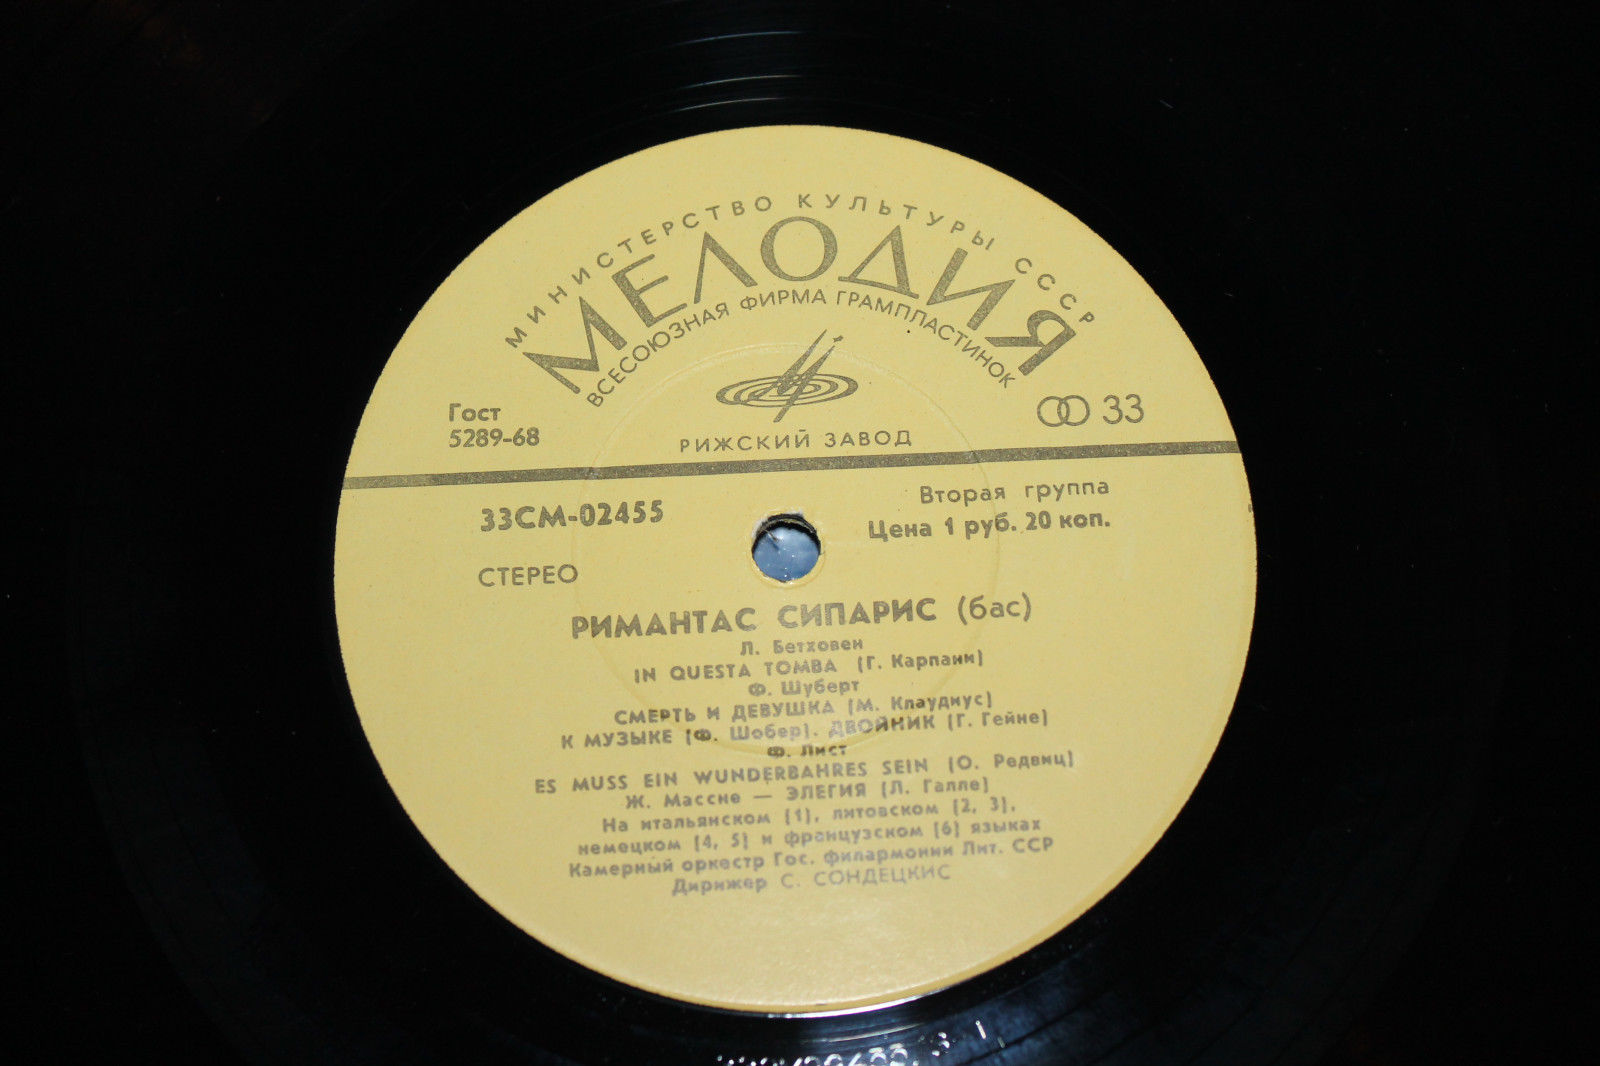 МИНИСТЕРСТВО КУЛЬТУРЫ СССР
МЕЛОДИЯ
ВСЕСОЮЗНАЯ ФИРМА ГРАМПЛАСТИНОК
Гост
5289-68
33
РИЖСКИЙ ЗАВОД
33СМ-02455
Вторая группа
Цена 1 руб. 20 коп.
СТЕРЕО
РИМАНТАС СИПАРИС (бас)
Л. Бетховен
IN QUESTA TOMBA (Г. Карпани)
Ф. Шуберт
СМЕРТЬ И ДЕВУШКА (М. Клаудиус)
К МУЗЫКЕ (Ф. Шобер). ДВОЙНИК (Г. Гейне)
Ф. Лист
ES MUSS EIN WUNDERBAHRES SEIN (О. Редвиц)
Ж. Массне — ЭЛЕГИЯ (Л. Галле)
На итальянском (1), литовском (2, 3),
немецком (4, 5) и французском (6) языках
Камерный оркестр Гос. филармонии Лит. ССР
Дирижер С. СОНДЕЦКИС